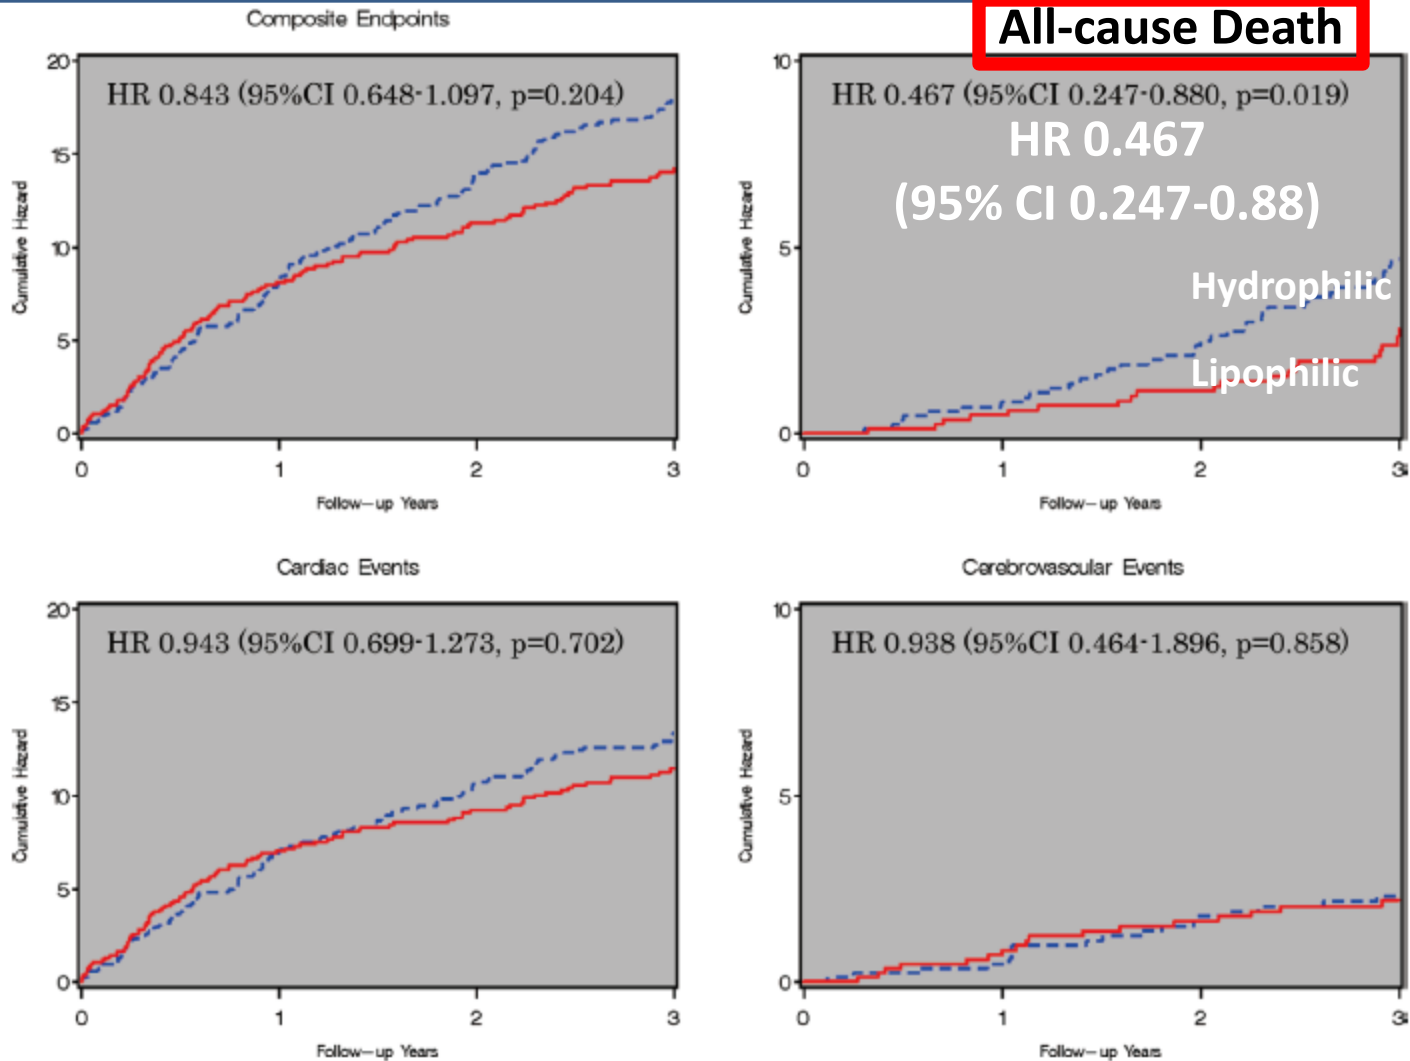 Composite Endpoints
20
15
10
5
0
HR 0.843 (95%CI 0.648-1.097, p=0.204)
Cumulative Hazard
0 1 2 3
Follow-up Years
All-cause Death
10
5
0
HR 0.467 (95%CI 0.247-0.880, p=0.019)
HR 0.467
(95% CI 0.247-0.88)
Hydrophilic
Lipophilic
Cumulative Hazard
0 1 2 3
Follow-up Years
Cardiac Events
20
15
10
5
0
HR 0.943 (95%CI 0.699-1.273, p=0.702)
Cumulative Hazard
0 1 2 3
Follow-up Years
Cerebrovascular Events
10
5
0
HR 0.938 (95%CI 0.464-1.896, p=0.858)
Cumulative Hazard
0 1 2 3
Follow-up Years